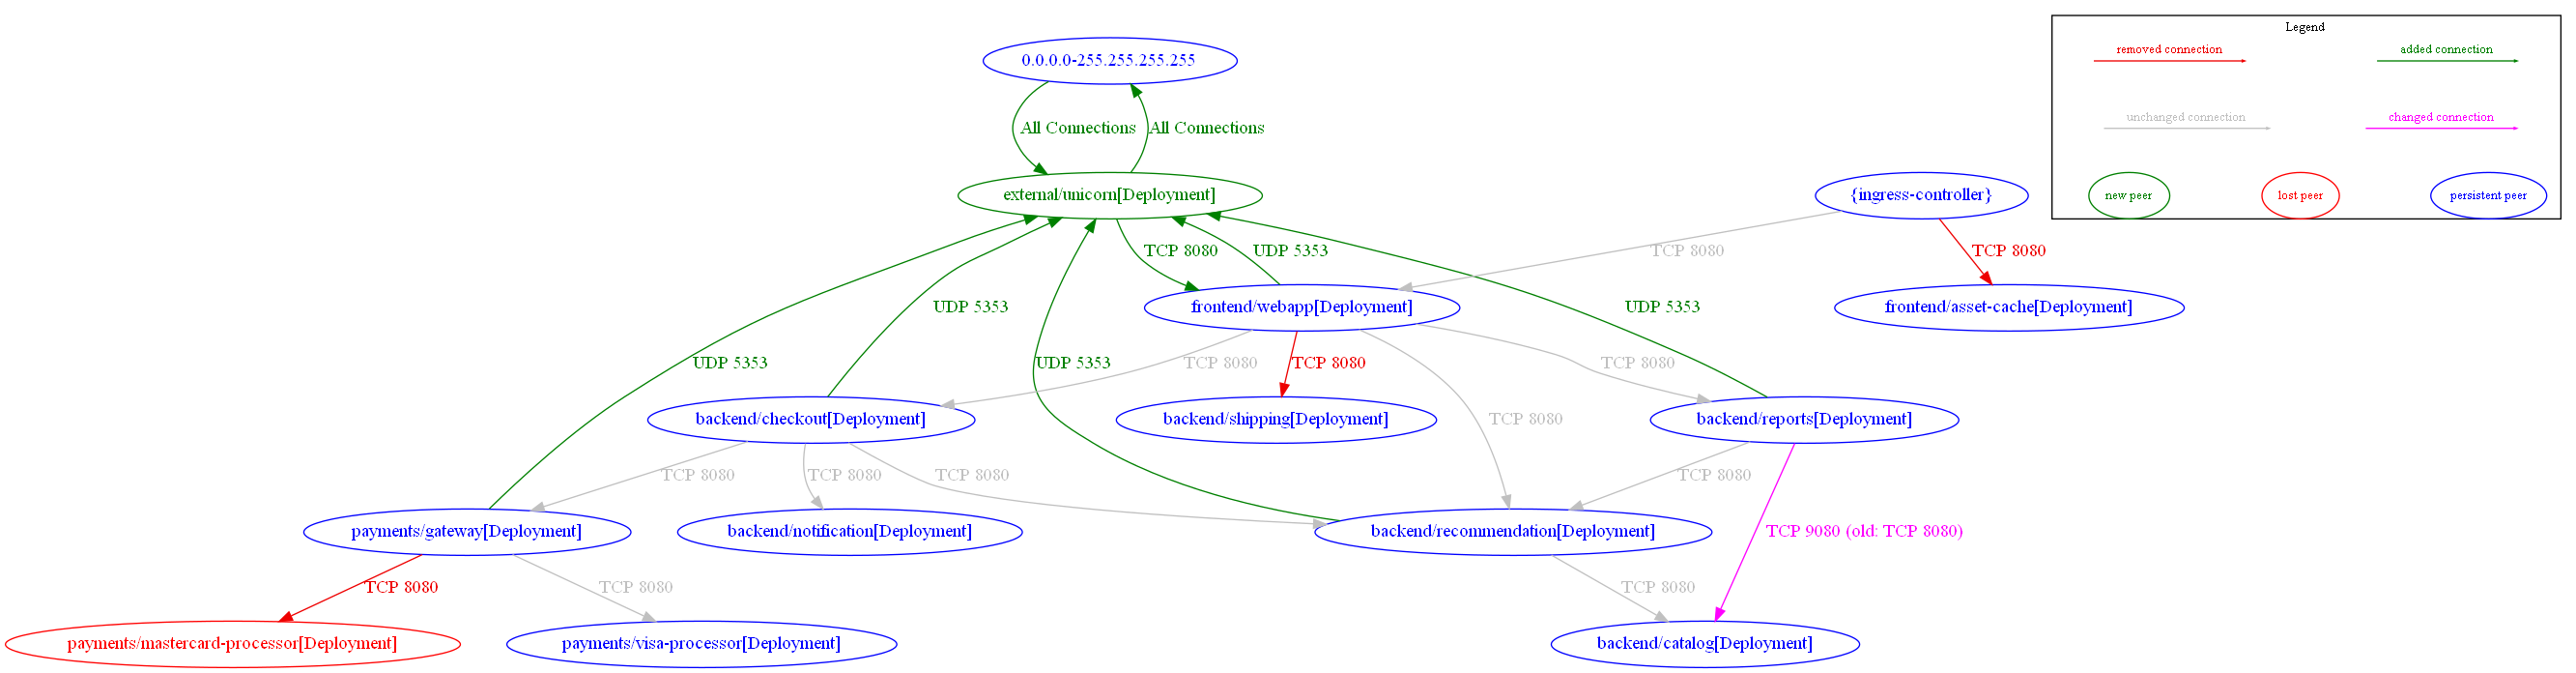 Legend
removed connection
added connection
0.0.0.0-255.255.255.255
unchanged connection
changed connection
All Connections
All Connections
external/unicorn[Deployment]
{ingress-controller}
new peer
lost peer
persistent peer
TCP 8080
UDP 5353
TCP 8080
TCP 8080
UDP 5353
frontend/webapp[Deployment]
UDP 5353
frontend/asset-cache[Deployment]
UDP 5353
UDP 5353
TCP 8080
TCP 8080
TCP 8080
backend/checkout[Deployment]
backend/shipping[Deployment]
TCP 8080
backend/reports[Deployment]
TCP 8080
TCP 8080
TCP 8080
TCP 8080
payments/gateway[Deployment]
backend/notification[Deployment]
backend/recommendation[Deployment]
TCP 9080 (old: TCP 8080)
TCP 8080
TCP 8080
TCP 8080
payments/mastercard-processor[Deployment]
payments/visa-processor[Deployment]
backend/catalog[Deployment]